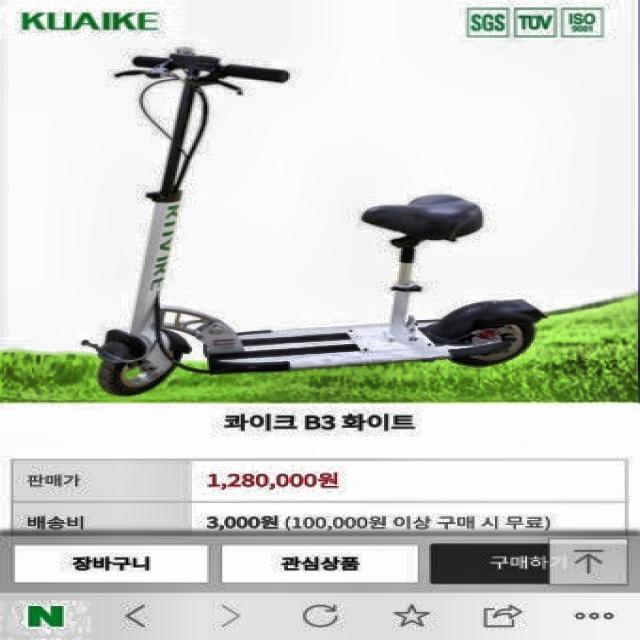 KUAIKE
SGS TUV ISO 9001
KUAIKE
콰이크 B3 화이트
판매가 1,280,000원
배송비 3,000원 (100,000원 이상 구매 시 무료)
장바구니 관심상품 구매하기
N